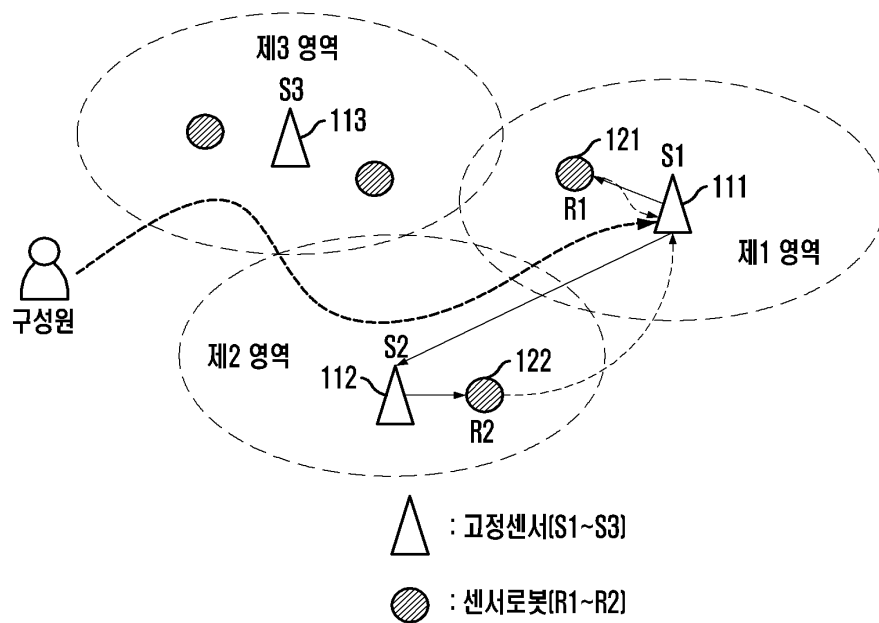 제3 영역
S3
113
121
S1
111
R1
제1 영역
구성원
제2 영역
S2
112
122
R2
: 고정센서(S1~S3)
: 센서로봇(R1~R2)